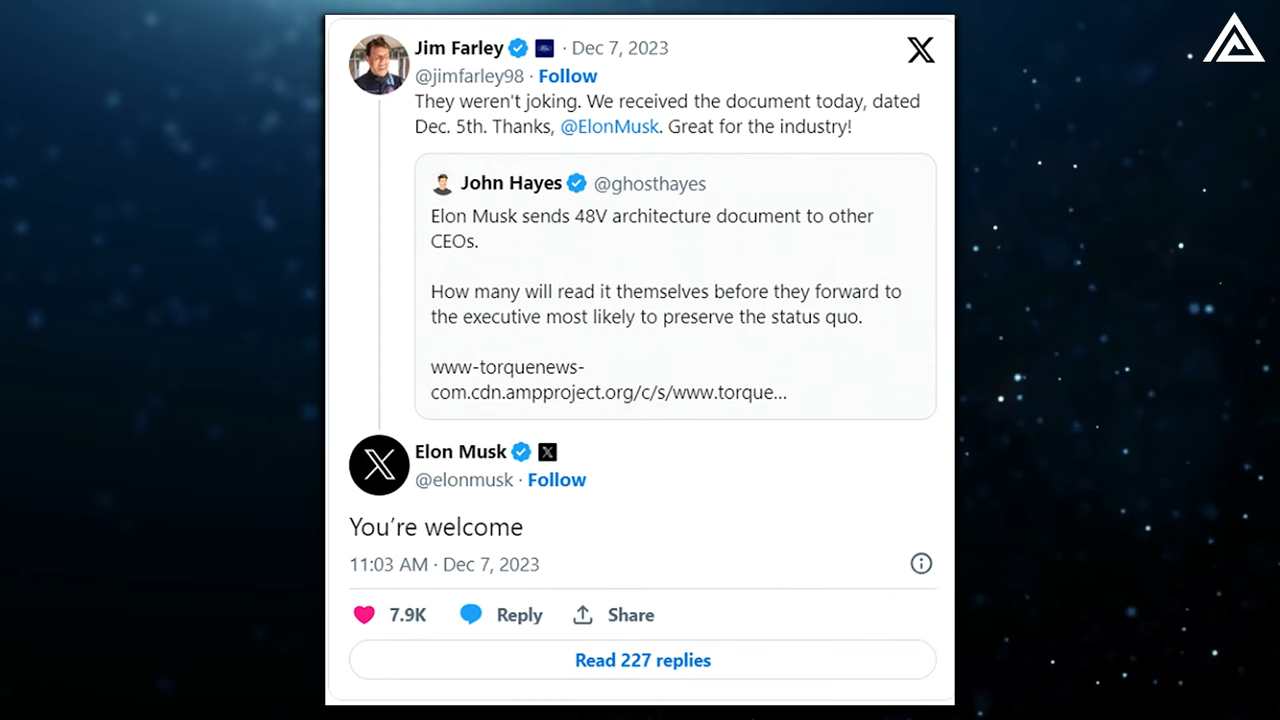 Jim Farley · Dec 7, 2023
@jimfarley98 · Follow
They weren't joking. We received the document today, dated
Dec. 5th. Thanks, @ElonMusk. Great for the industry!
John Hayes @ghosthayes
Elon Musk sends 48V architecture document to other
CEOs.
How many will read it themselves before they forward to
the executive most likely to preserve the status quo.
www-torquenews-
com.cdn.ampproject.org/c/s/www.torque...
Elon Musk
@elonmusk · Follow
You’re welcome
11:03 AM · Dec 7, 2023
7.9K Reply Share
Read 227 replies